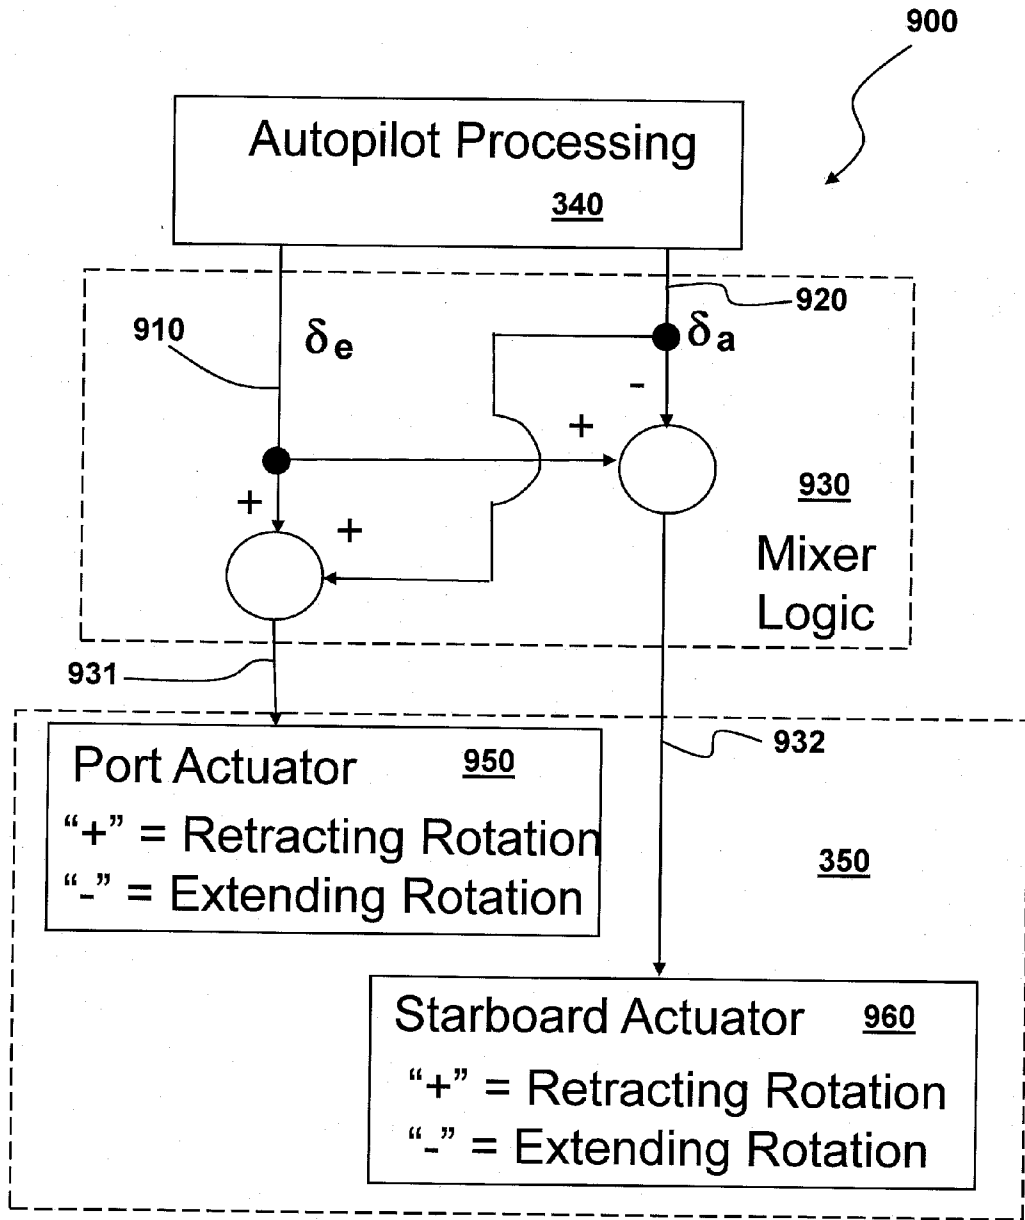 900
Autopilot Processing
340
920
910
δe
δa
-
+
+
+
930
Mixer
Logic
931
932
Port Actuator 950
“+” = Retracting Rotation
“-” = Extending Rotation
350
Starboard Actuator 960
“+” = Retracting Rotation
“-” = Extending Rotation